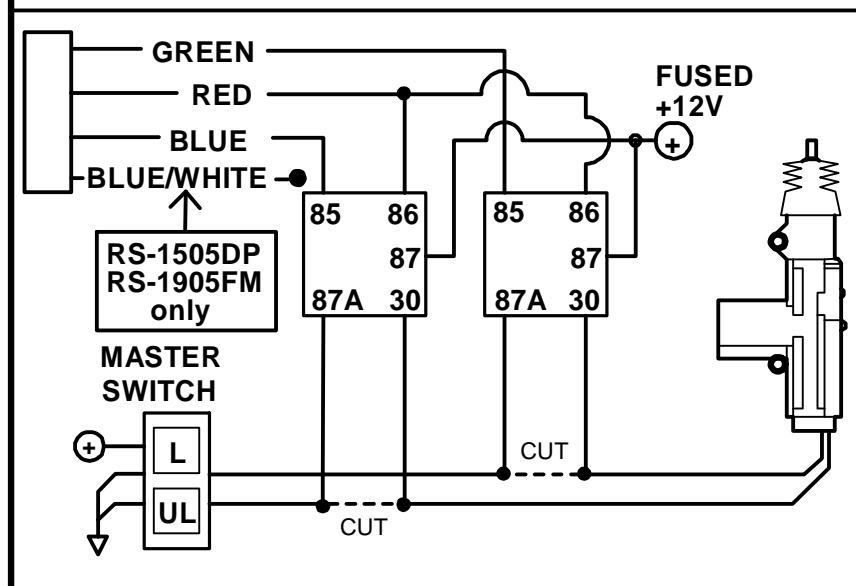 GREEN
RED
FUSED
+12V
BLUE
+
BLUE/WHITE
85 86 87 87A 30
85 86 87 87A 30
RS-1505DP
RS-1905FM
only
MASTER
SWITCH
+
L
CUT
UL
CUT